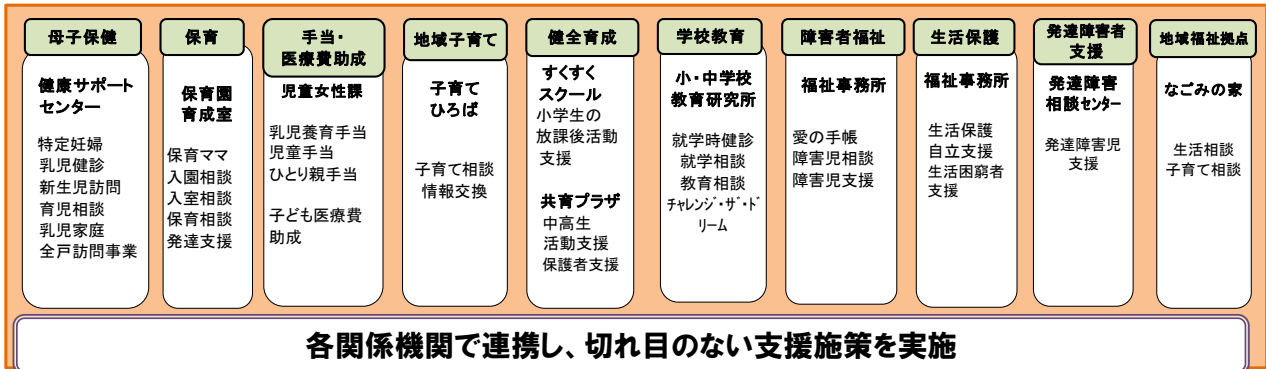 母子保健
健康サポート
センター
特定妊婦
乳児健診
新生児訪問
育児相談
乳児家庭
全戸訪問事業
保育
保育園
育成室
保育ママ
入園相談
入室相談
保育相談
発達支援
手当・
医療費助成
児童女性課
乳児養育手当
児童手当
ひとり親手当
子ども医療費
助成
地域子育て
子育て
ひろば
子育て相談
情報交換
健全育成
すくすく
スクール
小学生の
放課後活動
支援
共育プラザ
中高生
活動支援
保護者支援
学校教育
小・中学校
教育研究所
就学時健診
就学相談
教育相談
チャレンジ・ザ・ド
リーム
障害者福祉
福祉事務所
愛の手帳
障害児相談
障害児支援
生活保護
福祉事務所
生活保護
自立支援
生活困窮者
支援
発達障害者
支援
発達障害
相談センター
発達障害児
支援
地域福祉拠点
なごみの家
生活相談
子育て相談
各関係機関で連携し、切れ目のない支援施策を実施